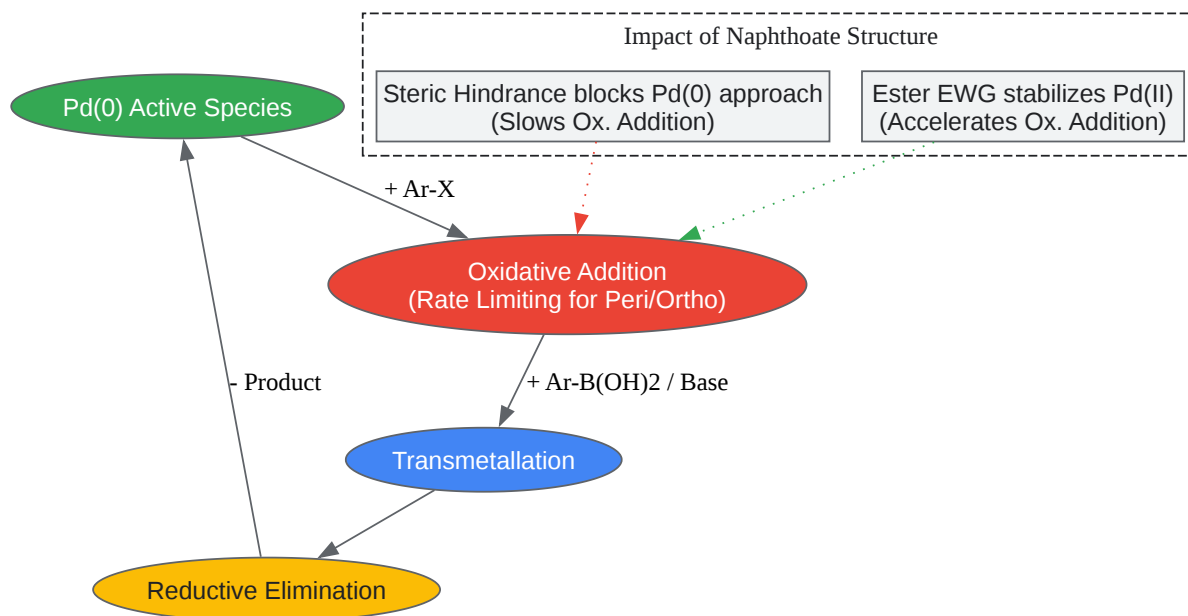 Impact of Naphthoate Structure
Pd(0) Active Species
Steric Hindrance blocks Pd(0) approach
(Slows Ox. Addition)
Ester EWG stabilizes Pd(II)
(Accelerates Ox. Addition)
+ Ar-X
Oxidative Addition
(Rate Limiting for Peri/Ortho)
- Product
+ Ar-B(OH)2 / Base
Transmetallation
Reductive Elimination